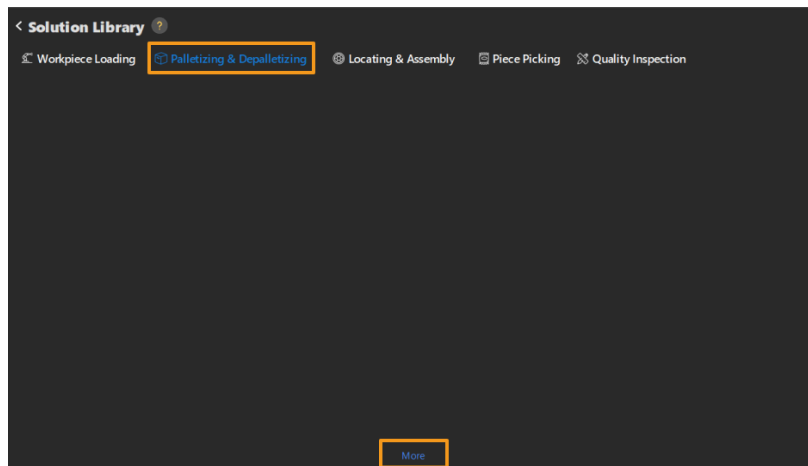 < Solution Library ?
Workpiece Loading Palletizing & Depalletizing Locating & Assembly Piece Picking Quality Inspection
More